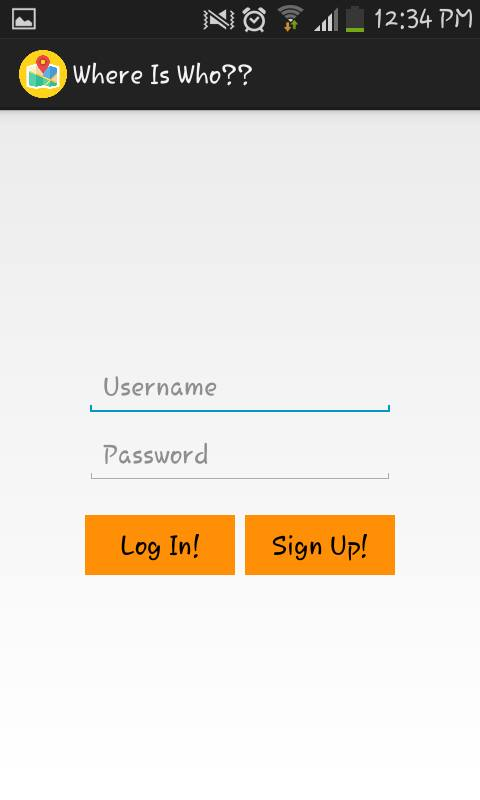 12:34 PM
Where Is Who??
Username
Password
Log In! Sign Up!